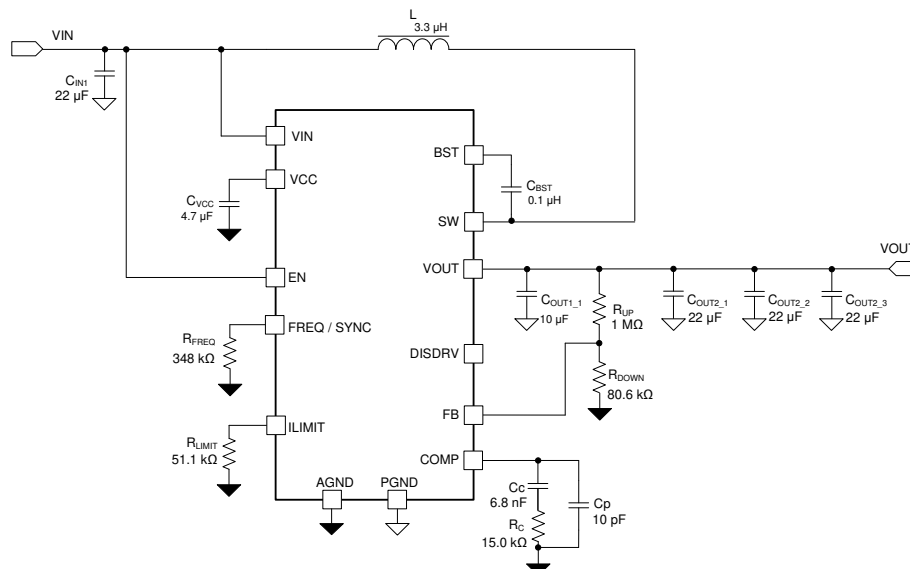 L
3.3 µH
VIN
CIN1
22 µF
VIN
BST
VCC
CVCC
4.7 µF
CBST
0.1 µH
SW
VOUT
VOUT
EN
COUT1_1
10 µF
RUP
1 MΩ
COUT2_1
22 µF
COUT2_2
22 µF
COUT2_3
22 µF
FREQ / SYNC
RFREQ
348 kΩ
DISDRV
RDOWN
80.6 kΩ
FB
ILIMIT
RLIMIT
51.1 kΩ
COMP
AGND
PGND
Cc
6.8 nF
Cp
10 pF
RC
15.0 kΩ